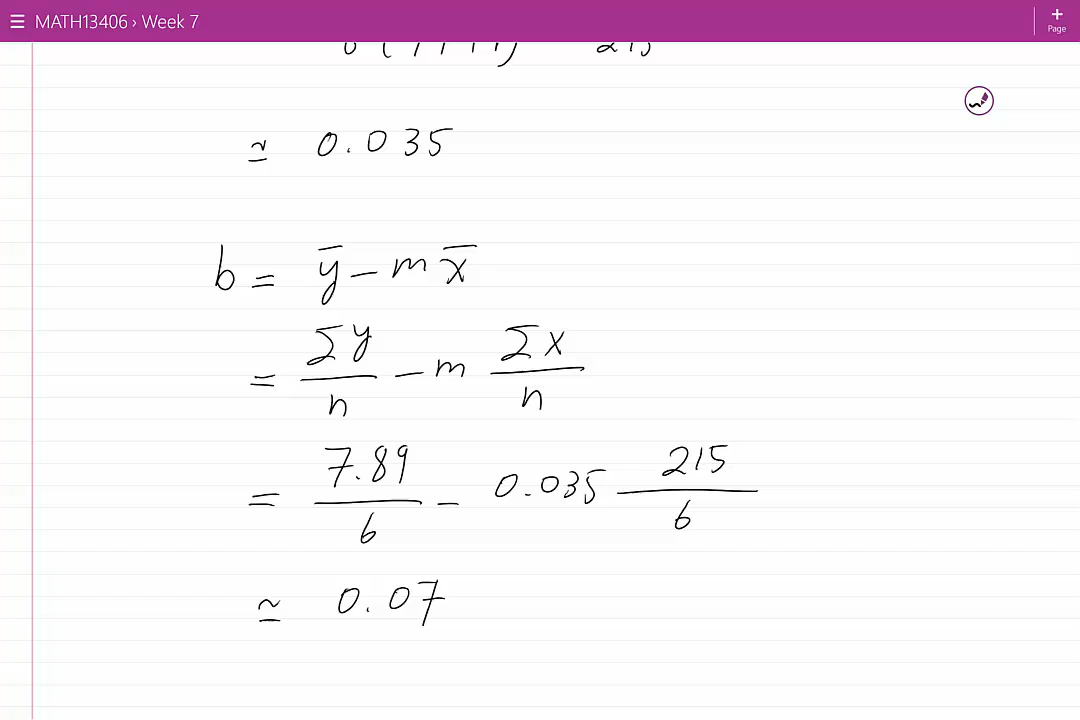 MATH13406 › Week 7
Page
≃ 0.035
b = y̅ − m x̅
= Σy/n − m Σx/n
= 7.89/6 − 0.035 215/6
≃ 0.07